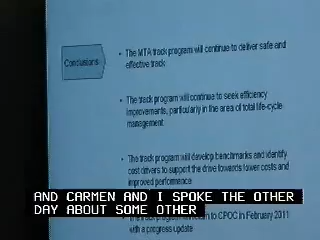 Conclusions
• The MTA track program will continue to deliver safe and
effective track
• The track program will continue to seek efficiency
improvements, particularly in the area of total life-cycle
management
• The track program will develop benchmarks and identify
cost drivers to support the drive towards lower costs and
improved performance
AND CARMEN AND I SPOKE THE OTHER
DAY ABOUT SOME OTHER
to CPOC in February 2011
with a progress update